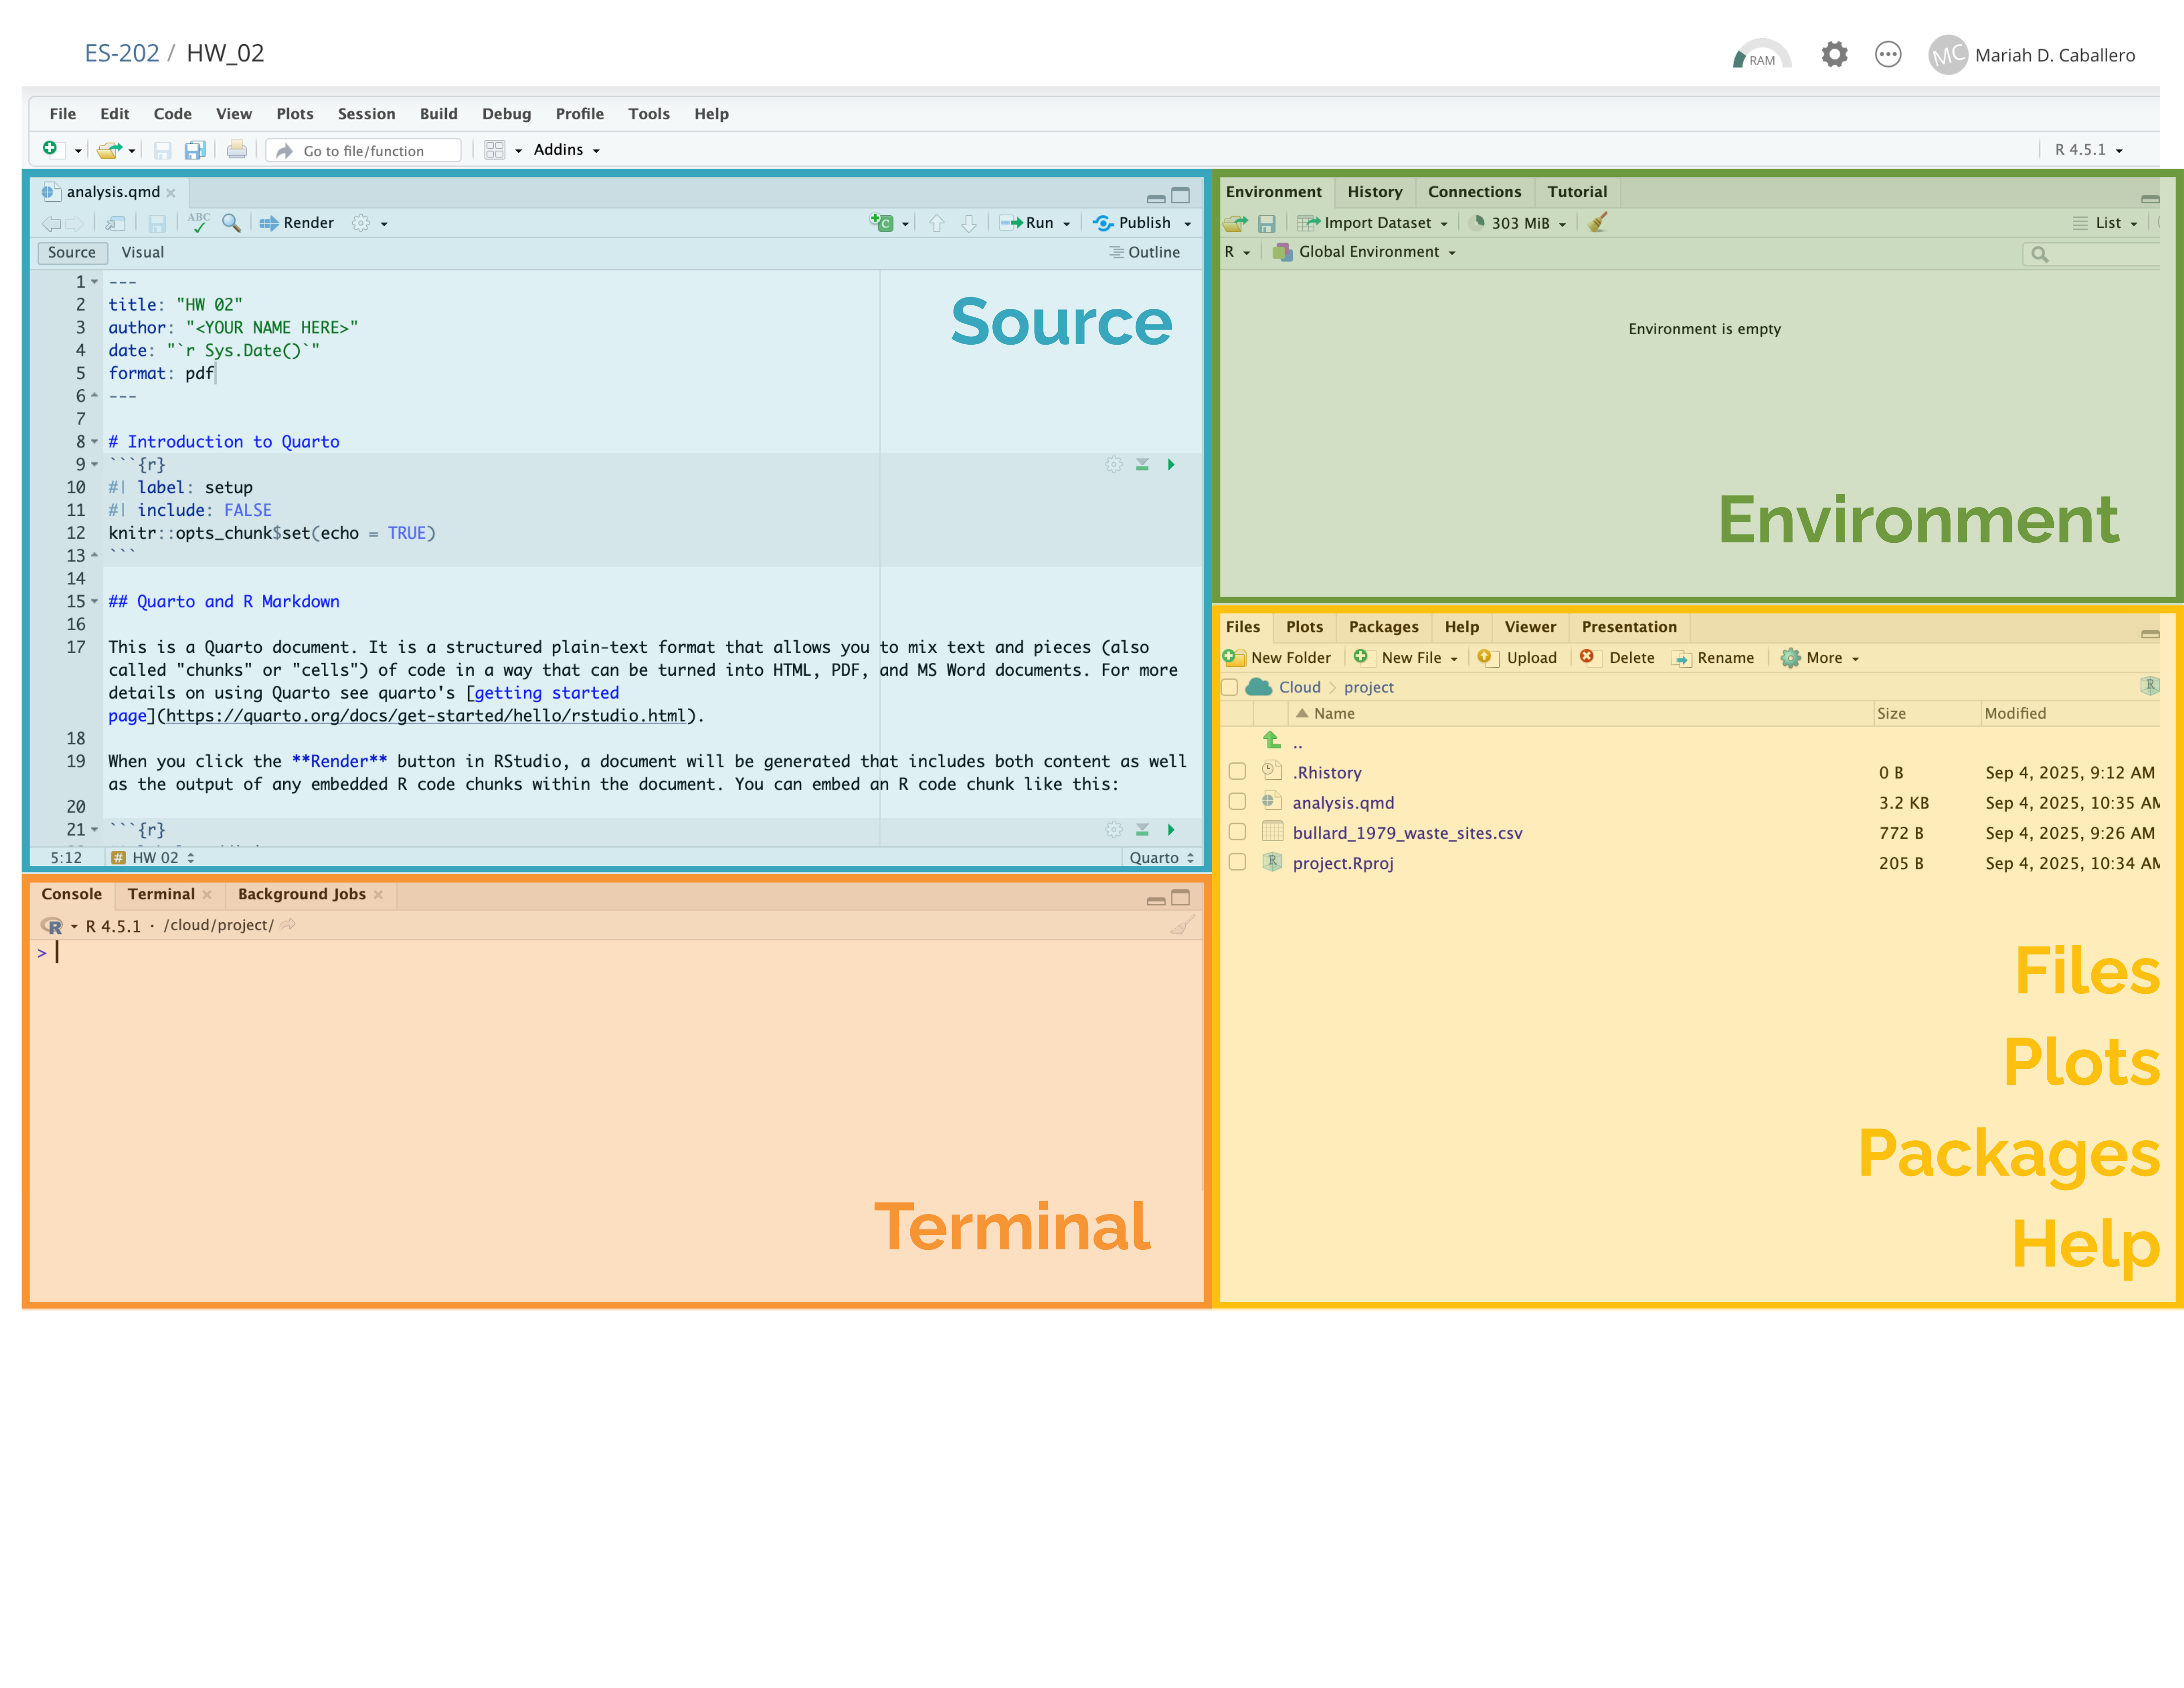 ES-202 / HW_02
RAM
MC Mariah D. Caballero
File Edit Code View Plots Session Build Debug Profile Tools Help
Go to file/function Addins R 4.5.1
analysis.qmd
ABC Render Run Publish
Source Visual Outline
Source
1 ---
2 title: "HW 02"
3 author: "<YOUR NAME HERE>"
4 date: "`r Sys.Date()`"
5 format: pdf
6 ---
7
8 # Introduction to Quarto
9 ```{r}
10 #| label: setup
11 #| include: FALSE
12 knitr::opts_chunk$set(echo = TRUE)
13 ```
14
15 ## Quarto and R Markdown
16
17 This is a Quarto document. It is a structured plain-text format that allows you to mix text and pieces (also
called "chunks" or "cells") of code in a way that can be turned into HTML, PDF, and MS Word documents. For more
details on using Quarto see quarto's [getting started
page](https://quarto.org/docs/get-started/hello/rstudio.html).
18
19 When you click the **Render** button in RStudio, a document will be generated that includes both content as well
as the output of any embedded R code chunks within the document. You can embed an R code chunk like this:
20
21 ```{r}
5:12 # HW 02 Quarto
Console Terminal Background Jobs
R R 4.5.1 · /cloud/project/
>
Terminal
Environment History Connections Tutorial
Import Dataset 303 MiB List
R Global Environment
Environment is empty
Environment
Files Plots Packages Help Viewer Presentation
New Folder New File Upload Delete Rename More
Cloud > project R
Name Size Modified
..
.Rhistory 0 B Sep 4, 2025, 9:12 AM
analysis.qmd 3.2 KB Sep 4, 2025, 10:35 AM
bullard_1979_waste_sites.csv 772 B Sep 4, 2025, 9:26 AM
project.Rproj 205 B Sep 4, 2025, 10:34 AM
Files
Plots
Packages
Help